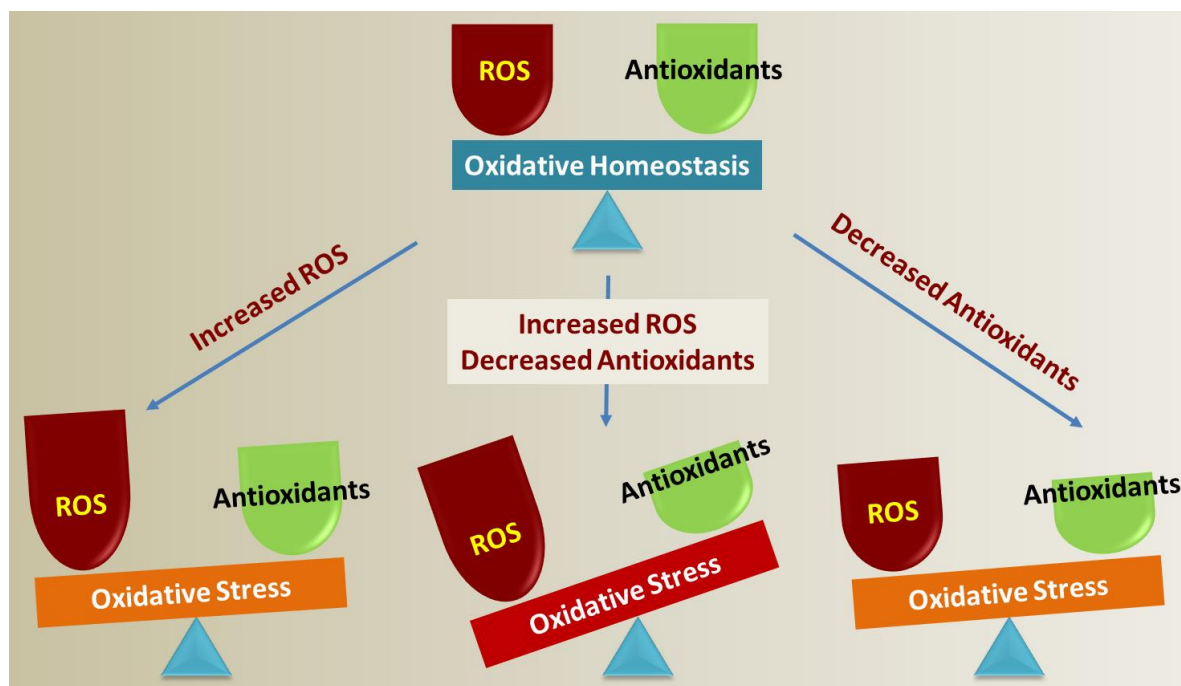 ROS
Antioxidants
Oxidative Homeostasis
Increased ROS
Increased ROS
Decreased Antioxidants
Decreased Antioxidants
ROS
Antioxidants
Oxidative Stress
ROS
Antioxidants
Oxidative Stress
ROS
Antioxidants
Oxidative Stress